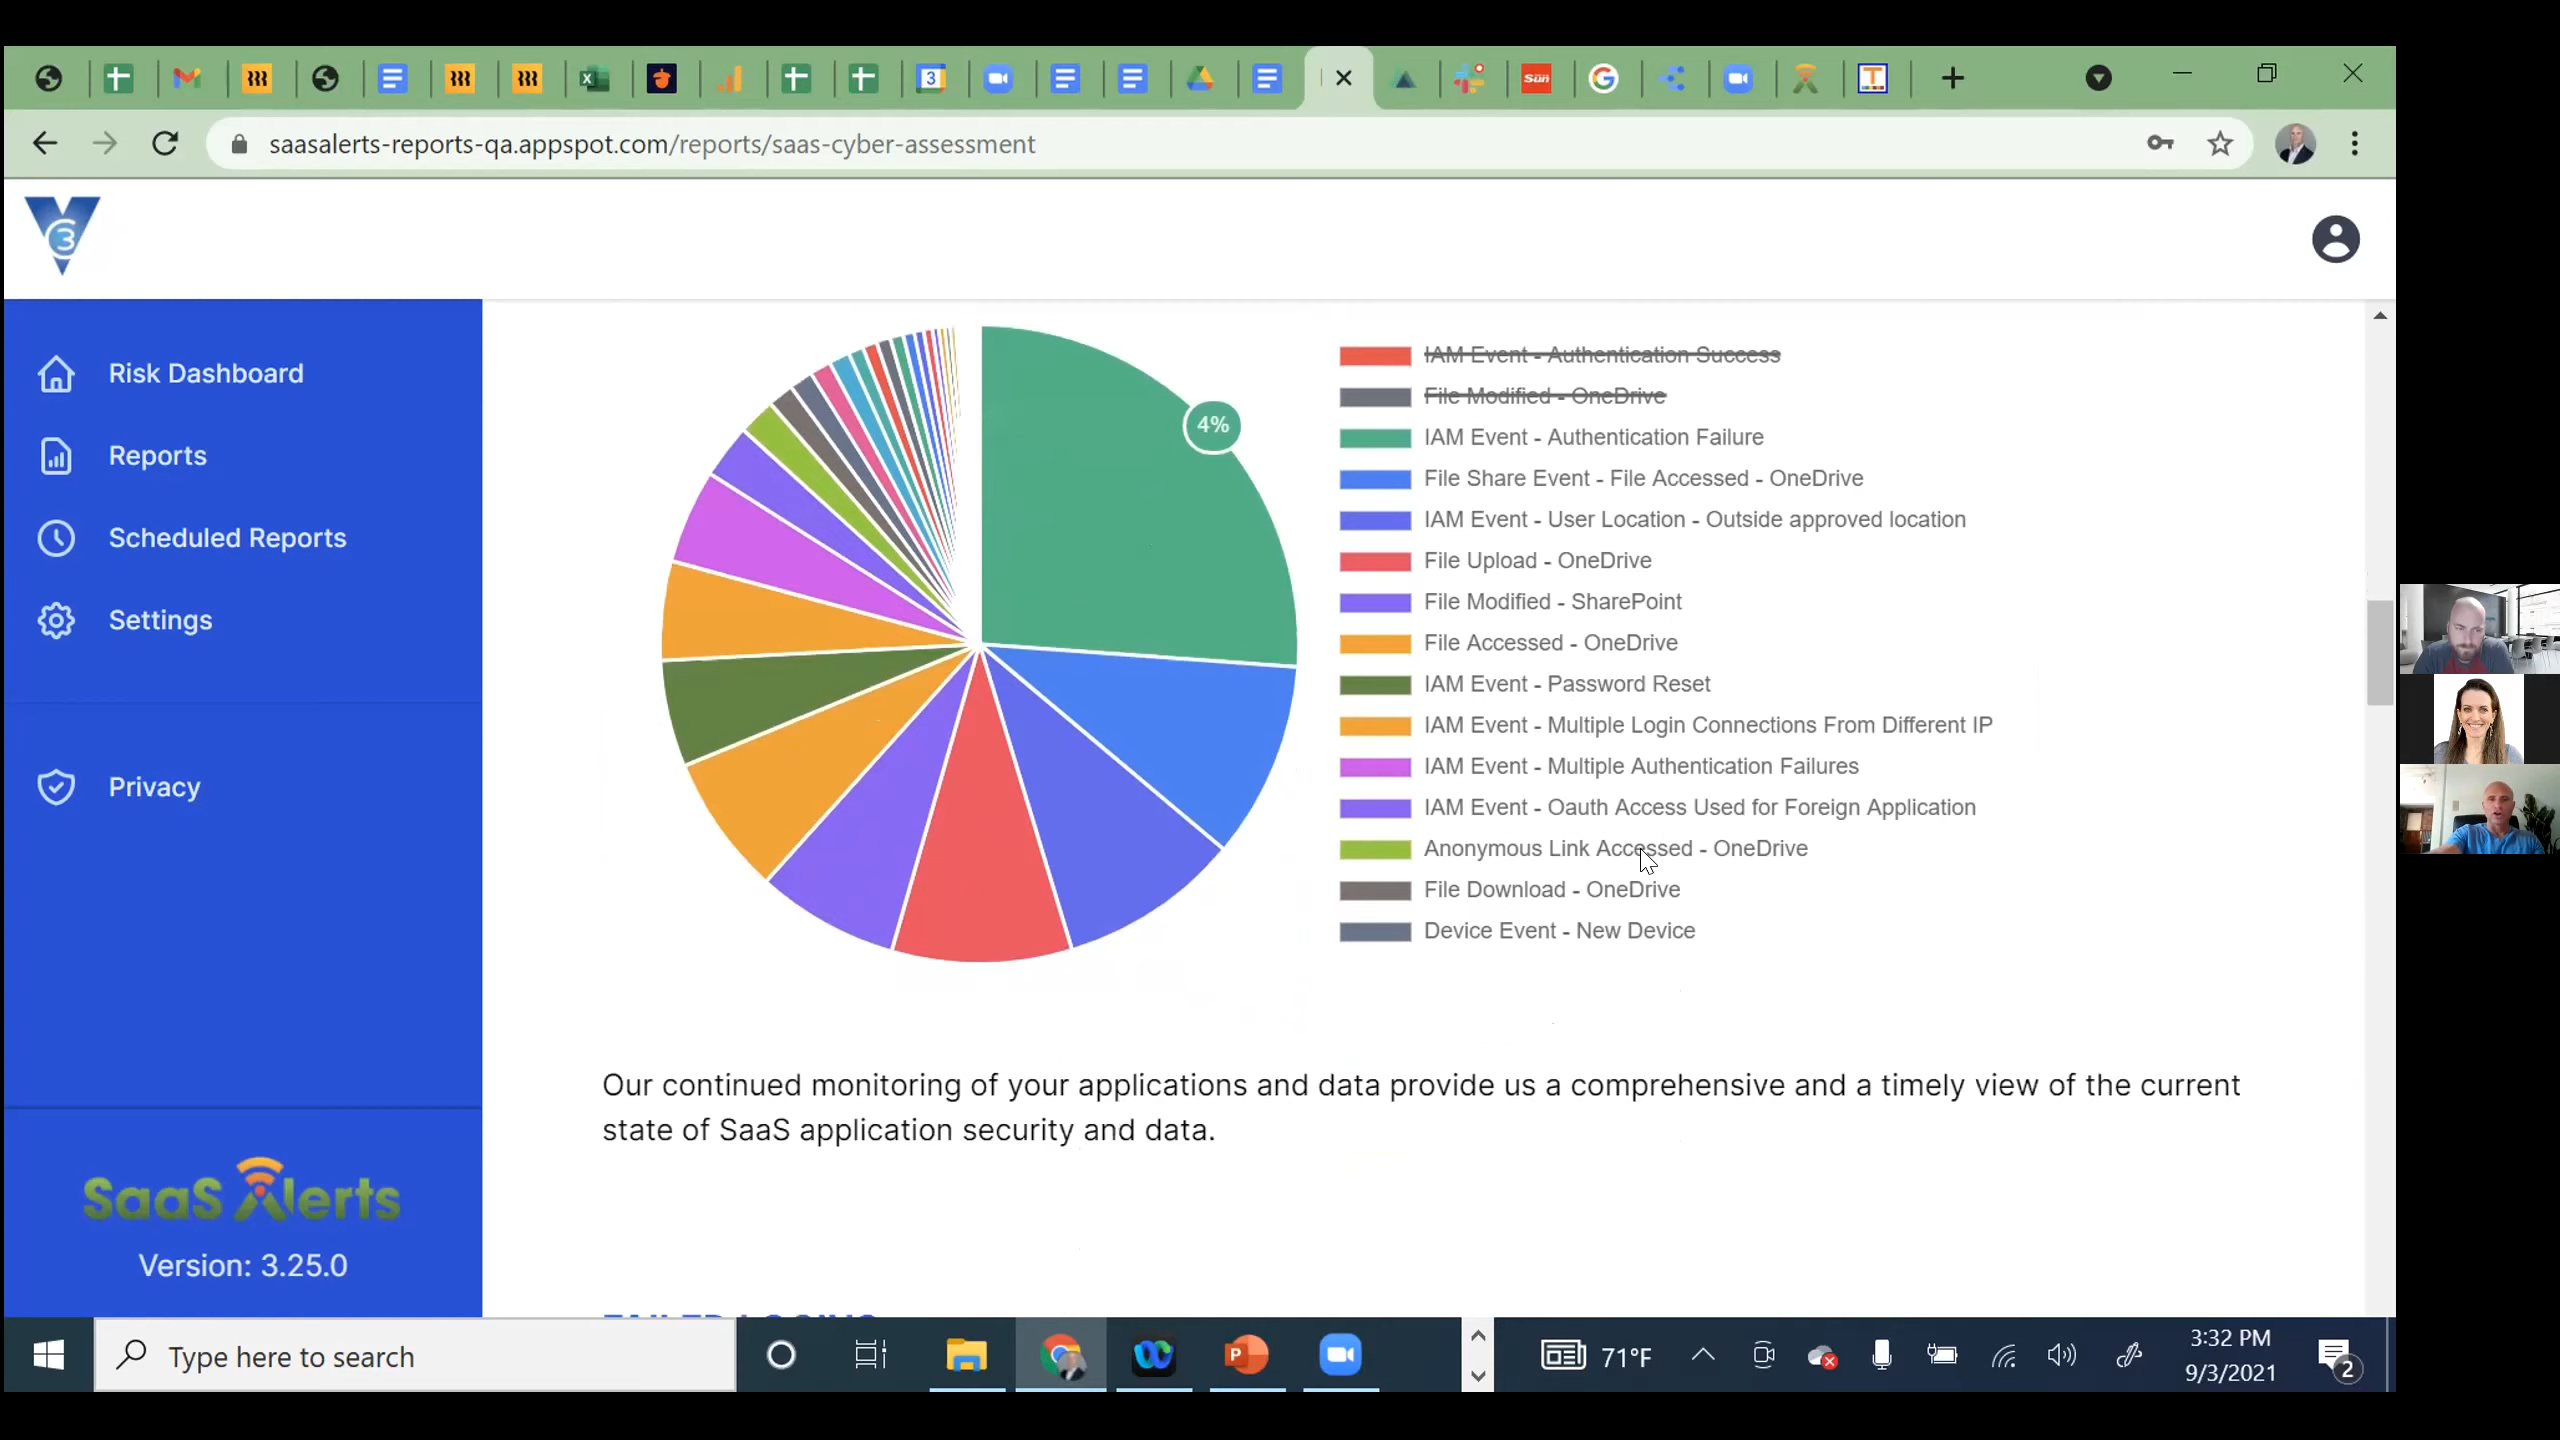 3
Sun
G
T
saasalerts-reports-qa.appspot.com/reports/saas-cyber-assessment
3
Risk Dashboard
Reports
Scheduled Reports
Settings
Privacy
SaaS Alerts
Version: 3.25.0
4%
IAM Event - Authentication Success
File Modified - OneDrive
IAM Event - Authentication Failure
File Share Event - File Accessed - OneDrive
IAM Event - User Location - Outside approved location
File Upload - OneDrive
File Modified - SharePoint
File Accessed - OneDrive
IAM Event - Password Reset
IAM Event - Multiple Login Connections From Different IP
IAM Event - Multiple Authentication Failures
IAM Event - Oauth Access Used for Foreign Application
Anonymous Link Accessed - OneDrive
File Download - OneDrive
Device Event - New Device
Our continued monitoring of your applications and data provide us a comprehensive and a timely view of the current
state of SaaS application security and data.
Type here to search
71°F
3:32 PM
9/3/2021
2